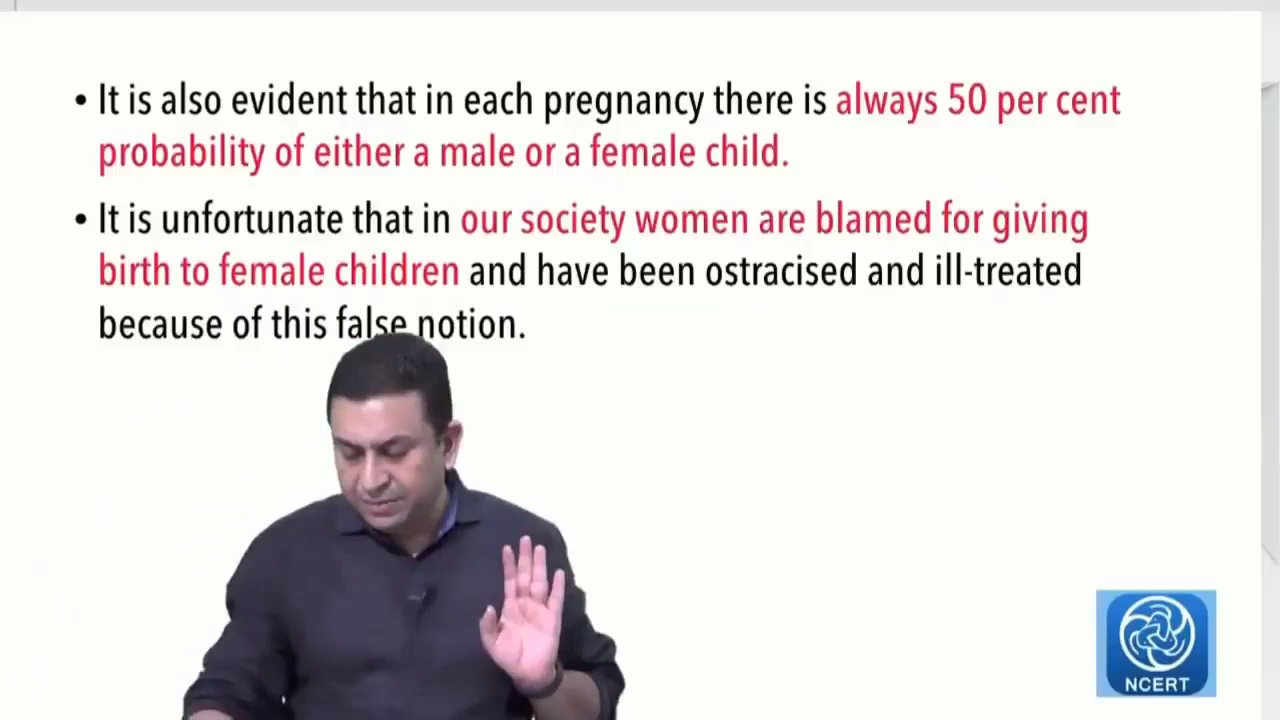 • It is also evident that in each pregnancy there is always 50 per cent
probability of either a male or a female child.
• It is unfortunate that in our society women are blamed for giving
birth to female children and have been ostracised and ill-treated
because of this false notion.
NCERT